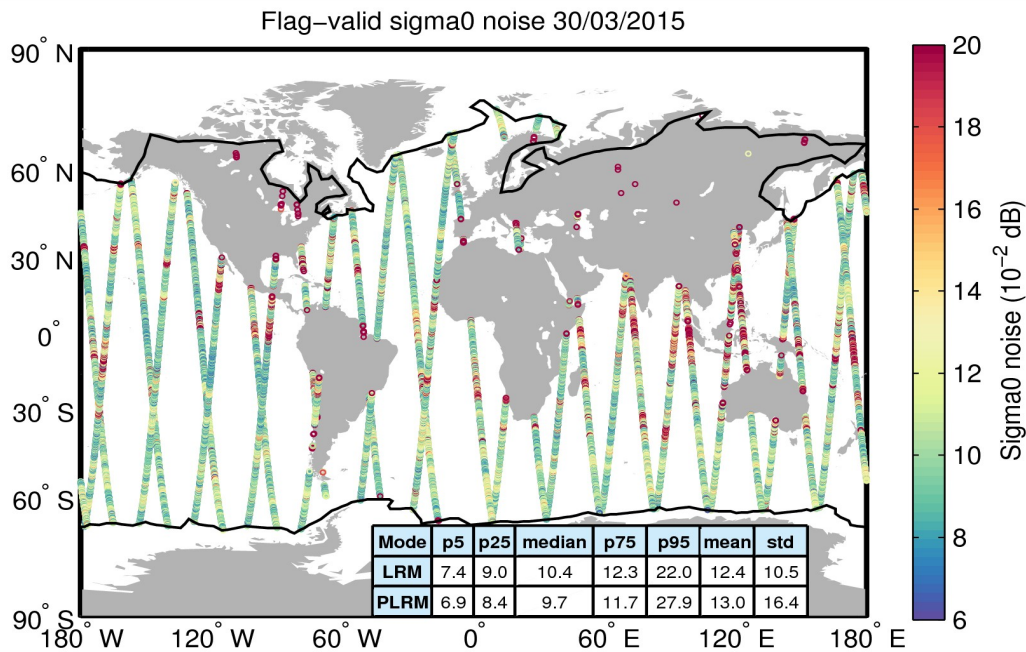 Flag−valid sigma0 noise 30/03/2015
90° N
60° N
30° N
0°
30° S
60° S
90° S
180° W
120° W
60° W
0°
60° E
120° E
180° E
Mode p5 p25 median p75 p95 mean std
LRM 7.4 9.0 10.4 12.3 22.0 12.4 10.5
PLRM 6.9 8.4 9.7 11.7 27.9 13.0 16.4
20
18
16
14
12
10
8
6
Sigma0 noise (10⁻² dB)